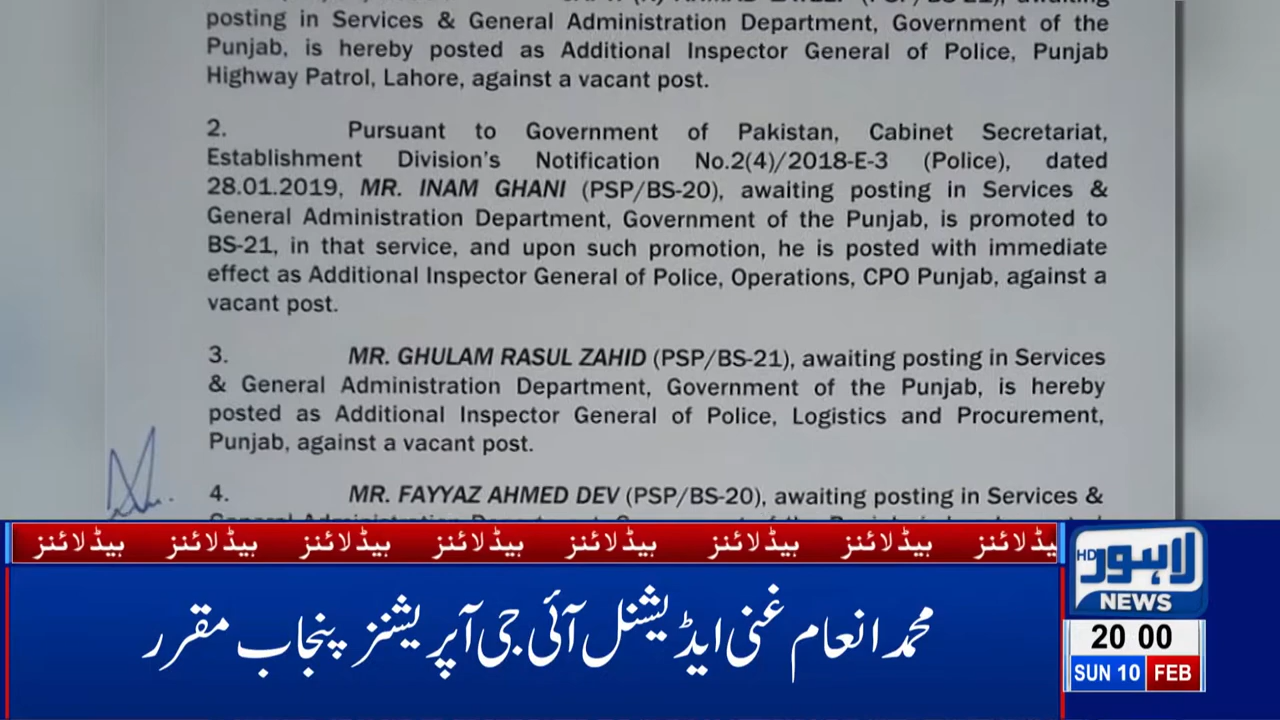 posting in Services & General Administration Department, Government of the
Punjab, is hereby posted as Additional Inspector General of Police, Punjab
Highway Patrol, Lahore, against a vacant post.
2. Pursuant to Government of Pakistan, Cabinet Secretariat,
Establishment Division's Notification No.2(4)/2018-E-3 (Police), dated
28.01.2019, MR. INAM GHANI (PSP/BS-20), awaiting posting in Services &
General Administration Department, Government of the Punjab, is promoted to
BS-21, in that service, and upon such promotion, he is posted with immediate
effect as Additional Inspector General of Police, Operations, CPO Punjab, against a
vacant post.
3. MR. GHULAM RASUL ZAHID (PSP/BS-21), awaiting posting in Services
& General Administration Department, Government of the Punjab, is hereby
posted as Additional Inspector General of Police, Logistics and Procurement,
Punjab, against a vacant post.
4. MR. FAYYAZ AHMED DEV (PSP/BS-20), awaiting posting in Services &
ہیڈلائنز ہیڈلائنز ہیڈلائنز ہیڈلائنز ہیڈلائنز ہیڈلائنز ہیڈلائنز ہیڈلائنز
محمد انعام غنی ایڈیشنل آئی جی آپریشنز پنجاب مقرر
HD لاہور
NEWS
20 00
SUN 10 FEB